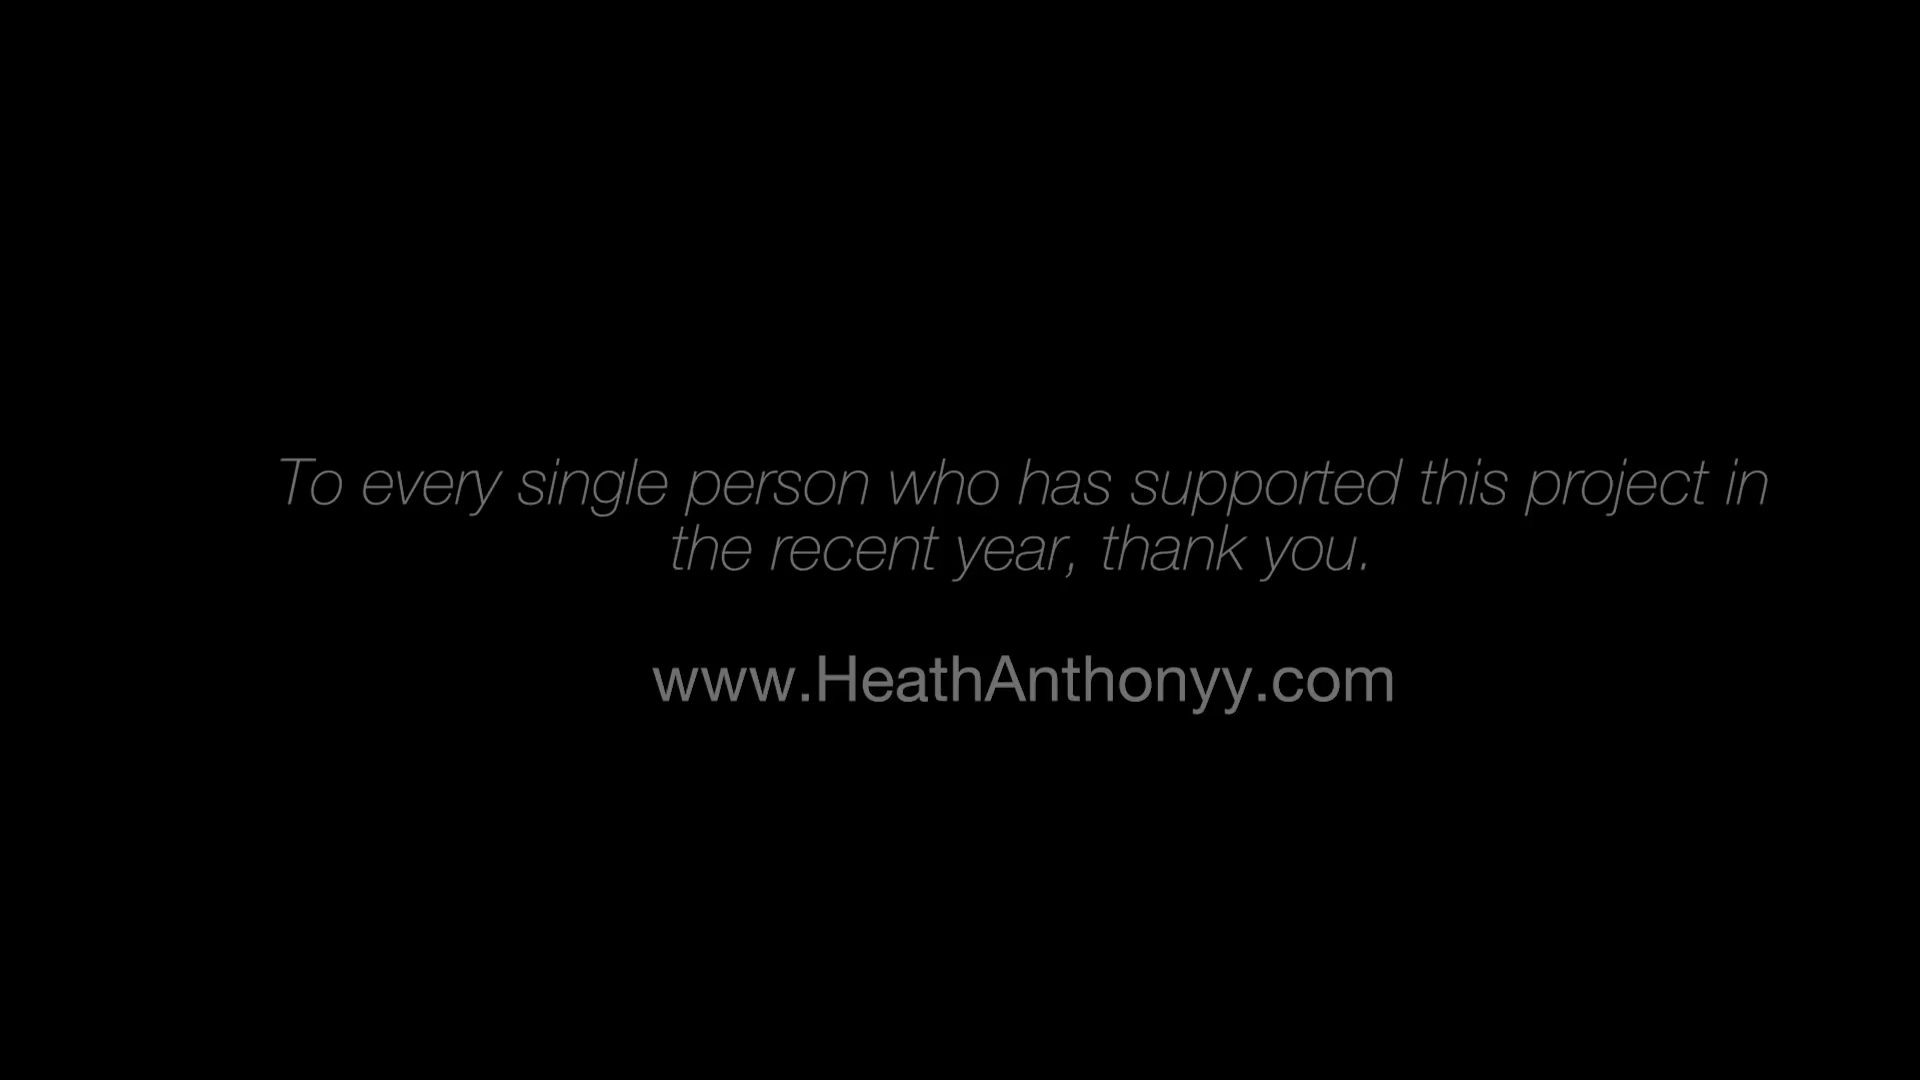 To every single person who has supported this project in
the recent year, thank you.
www.HeathAnthonyy.com